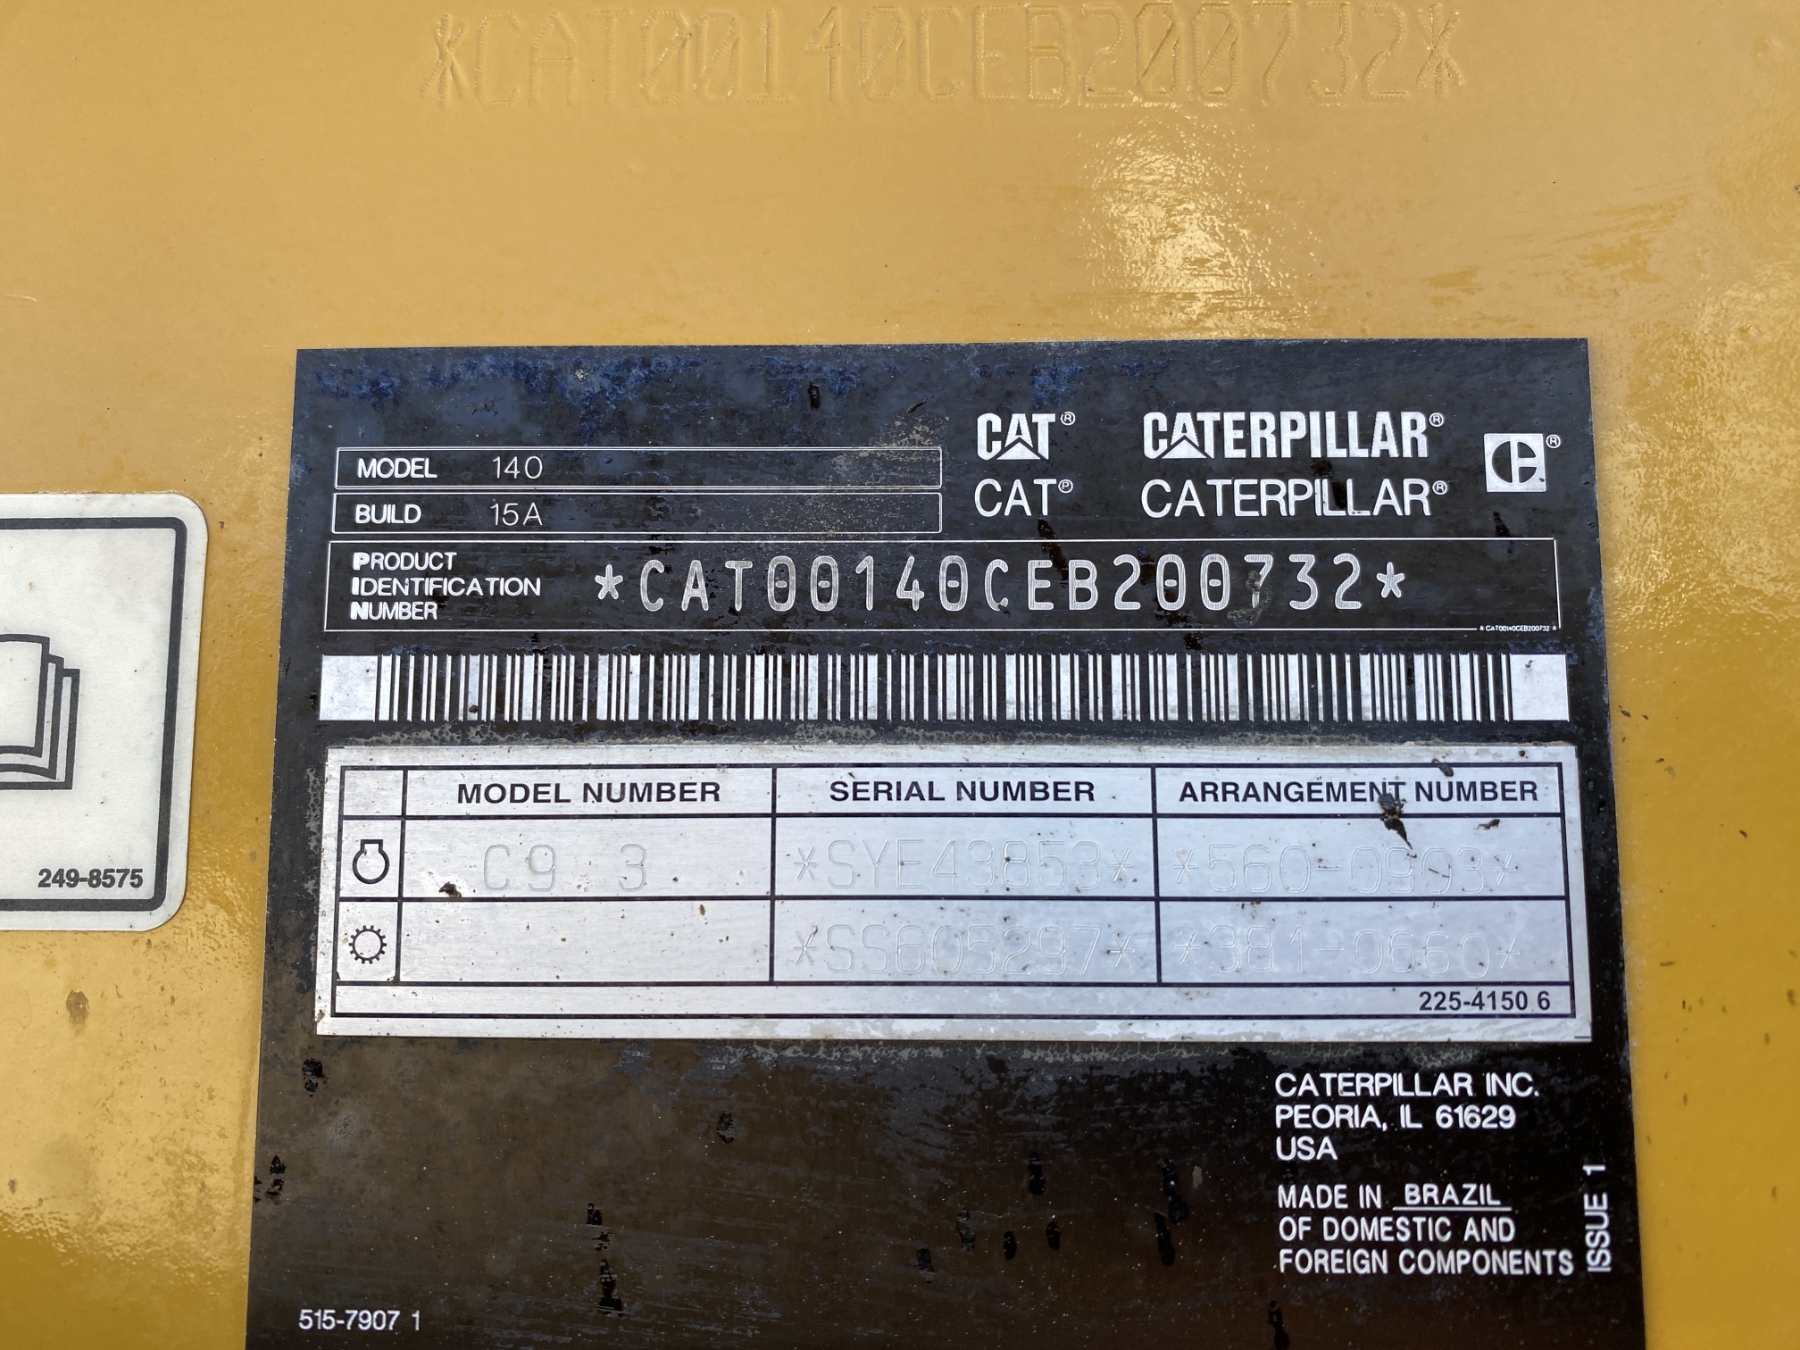 *CAT00140CEB200732*
CAT® CATERPILLAR® ®
MODEL 140
CAT® CATERPILLAR®
BUILD 15A
PRODUCT
IDENTIFICATION
NUMBER
*CAT00140CEB200732*
*CAT00140CEB200732*
MODEL NUMBER SERIAL NUMBER ARRANGEMENT NUMBER
C9 3 *SYE43853* *560-0903*
249-8575
*SS605297* *381-0660*
225-4150 6
CATERPILLAR INC.
PEORIA, IL 61629
USA
MADE IN BRAZIL
OF DOMESTIC AND
FOREIGN COMPONENTS
ISSUE 1
515-7907 1